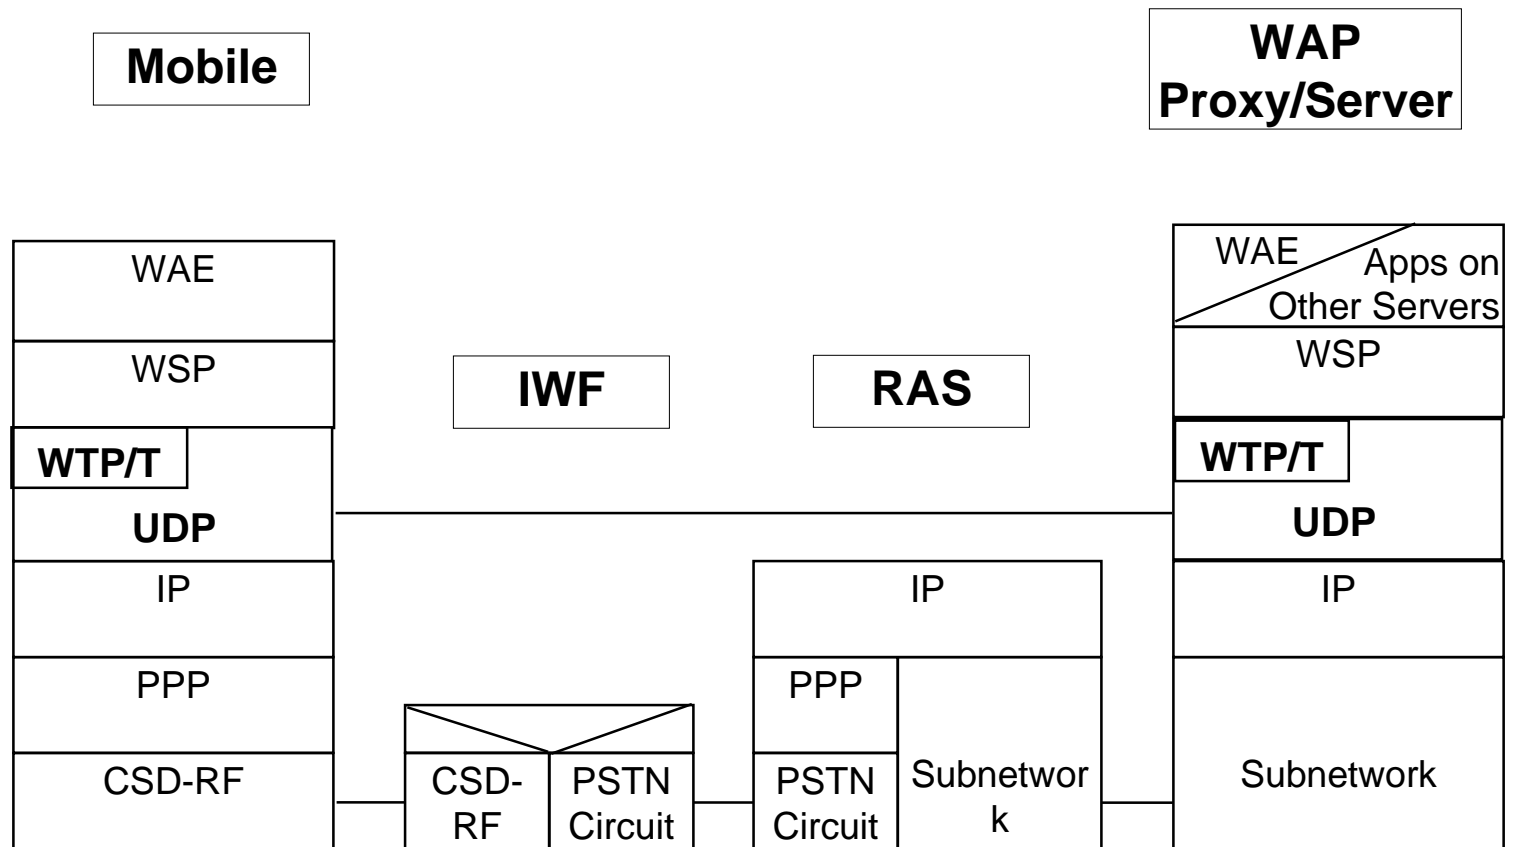 Mobile
WAP
Proxy/Server
WAE
WSP
WTP/T
UDP
IP
PPP
CSD-RF
IWF
CSD-
RF
PSTN
Circuit
RAS
IP
PPP
PSTN
Circuit
Subnetwor
k
WAE
Apps on
Other Servers
WSP
WTP/T
UDP
IP
Subnetwork